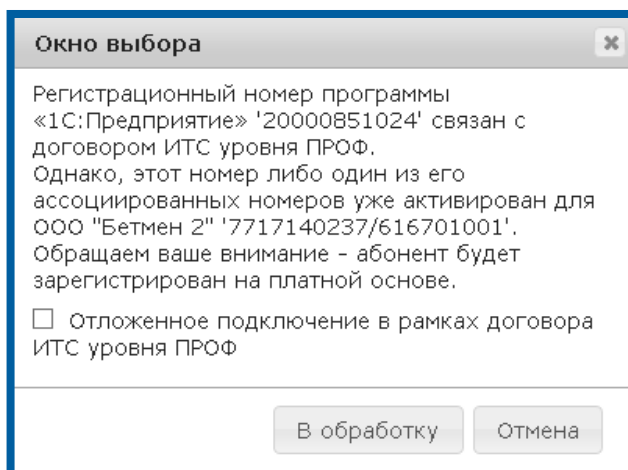 Окно выбора
Регистрационный номер программы
«1С:Предприятие» '20000851024' связан с
договором ИТС уровня ПРОФ.
Однако, этот номер либо один из его
ассоциированных номеров уже активирован для
ООО "Бетмен 2" '7717140237/616701001'.
Обращаем ваше внимание – абонент будет
зарегистрирован на платной основе.
Отложенное подключение в рамках договора
ИТС уровня ПРОФ
В обработку Отмена